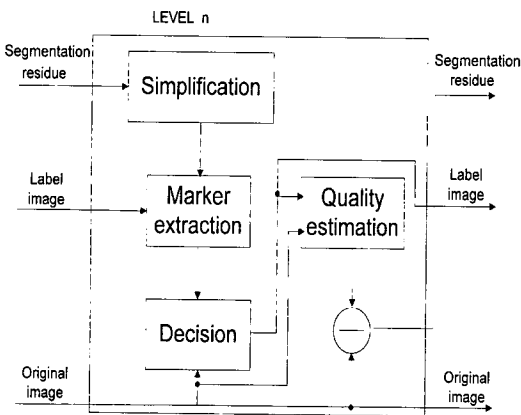 LEVEL n
Segmentation
residue
Simplification
Segmentation
residue
Label
image
Marker
extraction
Quality
estimation
Label
image
Decision
Original
image
Original
image